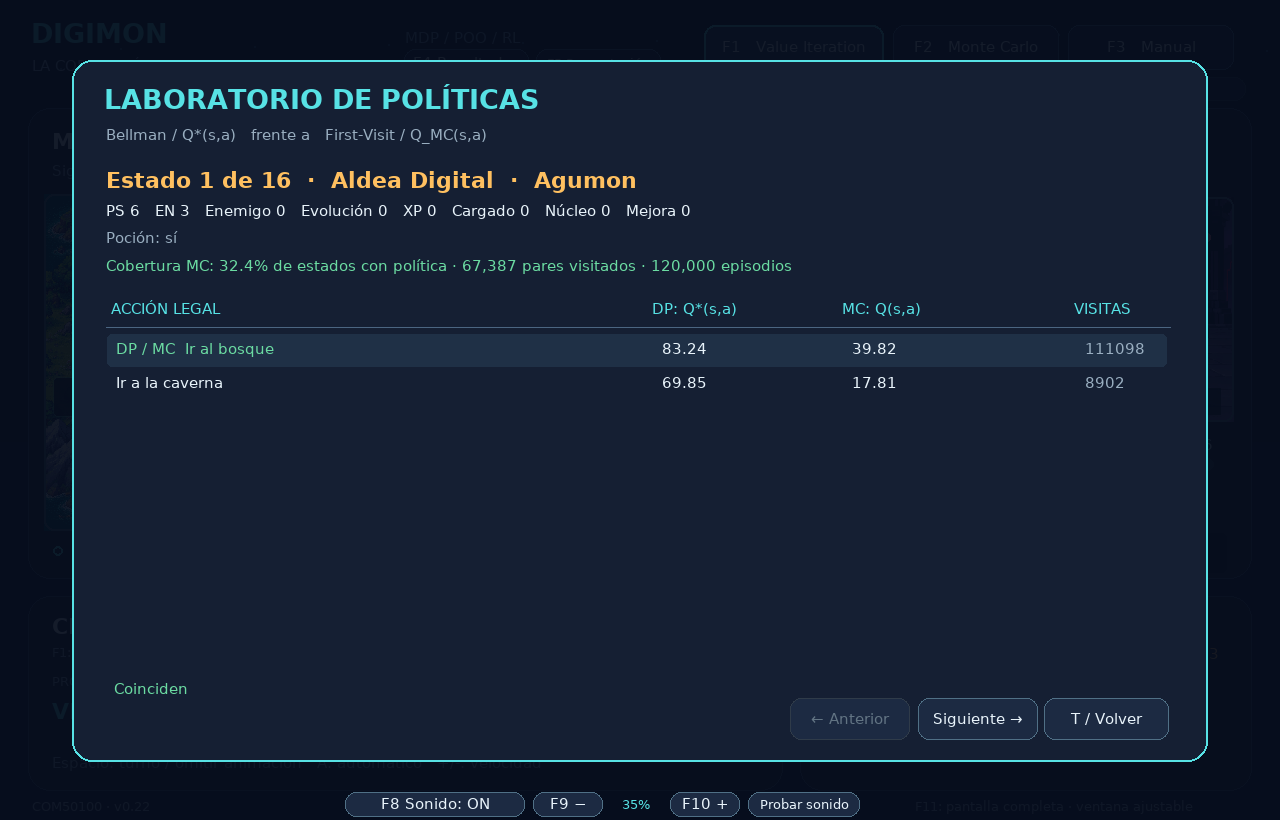 DIGIMON
MDP / POO / RL
F1 Value Iteration
F2 Monte Carlo
F3 Manual
LABORATORIO DE POLÍTICAS
Bellman / Q*(s,a) frente a First-Visit / Q_MC(s,a)
Estado 1 de 16 · Aldea Digital · Agumon
PS 6 EN 3 Enemigo 0 Evolución 0 XP 0 Cargado 0 Núcleo 0 Mejora 0
Poción: sí
Cobertura MC: 32.4% de estados con política · 67,387 pares visitados · 120,000 episodios
ACCIÓN LEGAL DP: Q*(s,a) MC: Q(s,a) VISITAS
DP / MC Ir al bosque 83.24 39.82 111098
Ir a la caverna 69.85 17.81 8902
Coinciden
← Anterior
Siguiente →
T / Volver
COM50100 · v0.22
F11: pantalla completa · ventana ajustable
F8 Sonido: ON
F9 −
35%
F10 +
Probar sonido